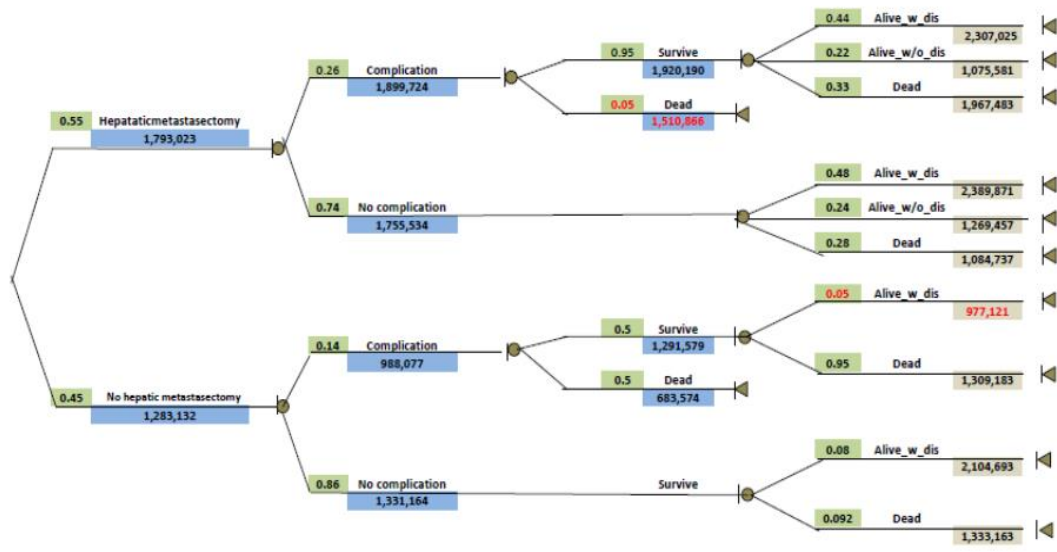 0.44 Alive_w_dis
2,307,025
0.95 Survive
1,920,190
0.22 Alive_w/o_dis
1,075,581
0.26 Complication
1,899,724
0.33 Dead
1,967,483
0.05 Dead
1,510,866
0.55 Hepataticmetastasectomy
1,793,023
0.48 Alive_w_dis
2,389,871
0.74 No complication
1,755,534
0.24 Alive_w/o_dis
1,269,457
0.28 Dead
1,084,737
0.05 Alive_w_dis
977,121
0.5 Survive
1,291,579
0.14 Complication
988,077
0.95 Dead
1,309,183
0.5 Dead
683,574
0.45 No hepatic metastasectomy
1,283,132
0.08 Alive_w_dis
2,104,693
0.86 No complication Survive
1,331,164
0.092 Dead
1,333,163